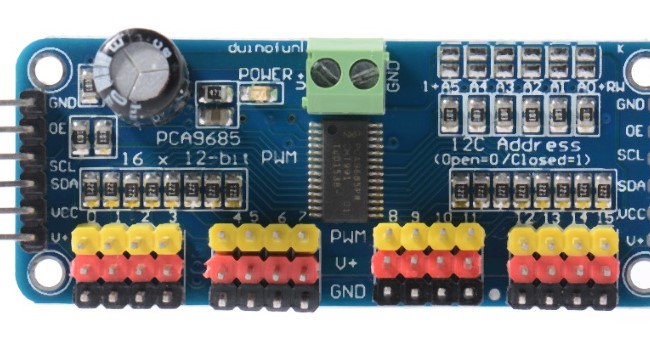 duinofun
POWER
V+
GND
K
1+A5 A4 A3 A2 A1 A0+RW
GND
OE
SCL
SDA
VCC
V+
PCA9685
16 x 12-bit PWM
I2C Address
(Open=0/Closed=1)
GND
OE
SCL
SDA
VCC
V+
0 1 2 3 4 5 6 7 8 9 10 11 12 13 14 15
PWM
V+
GND